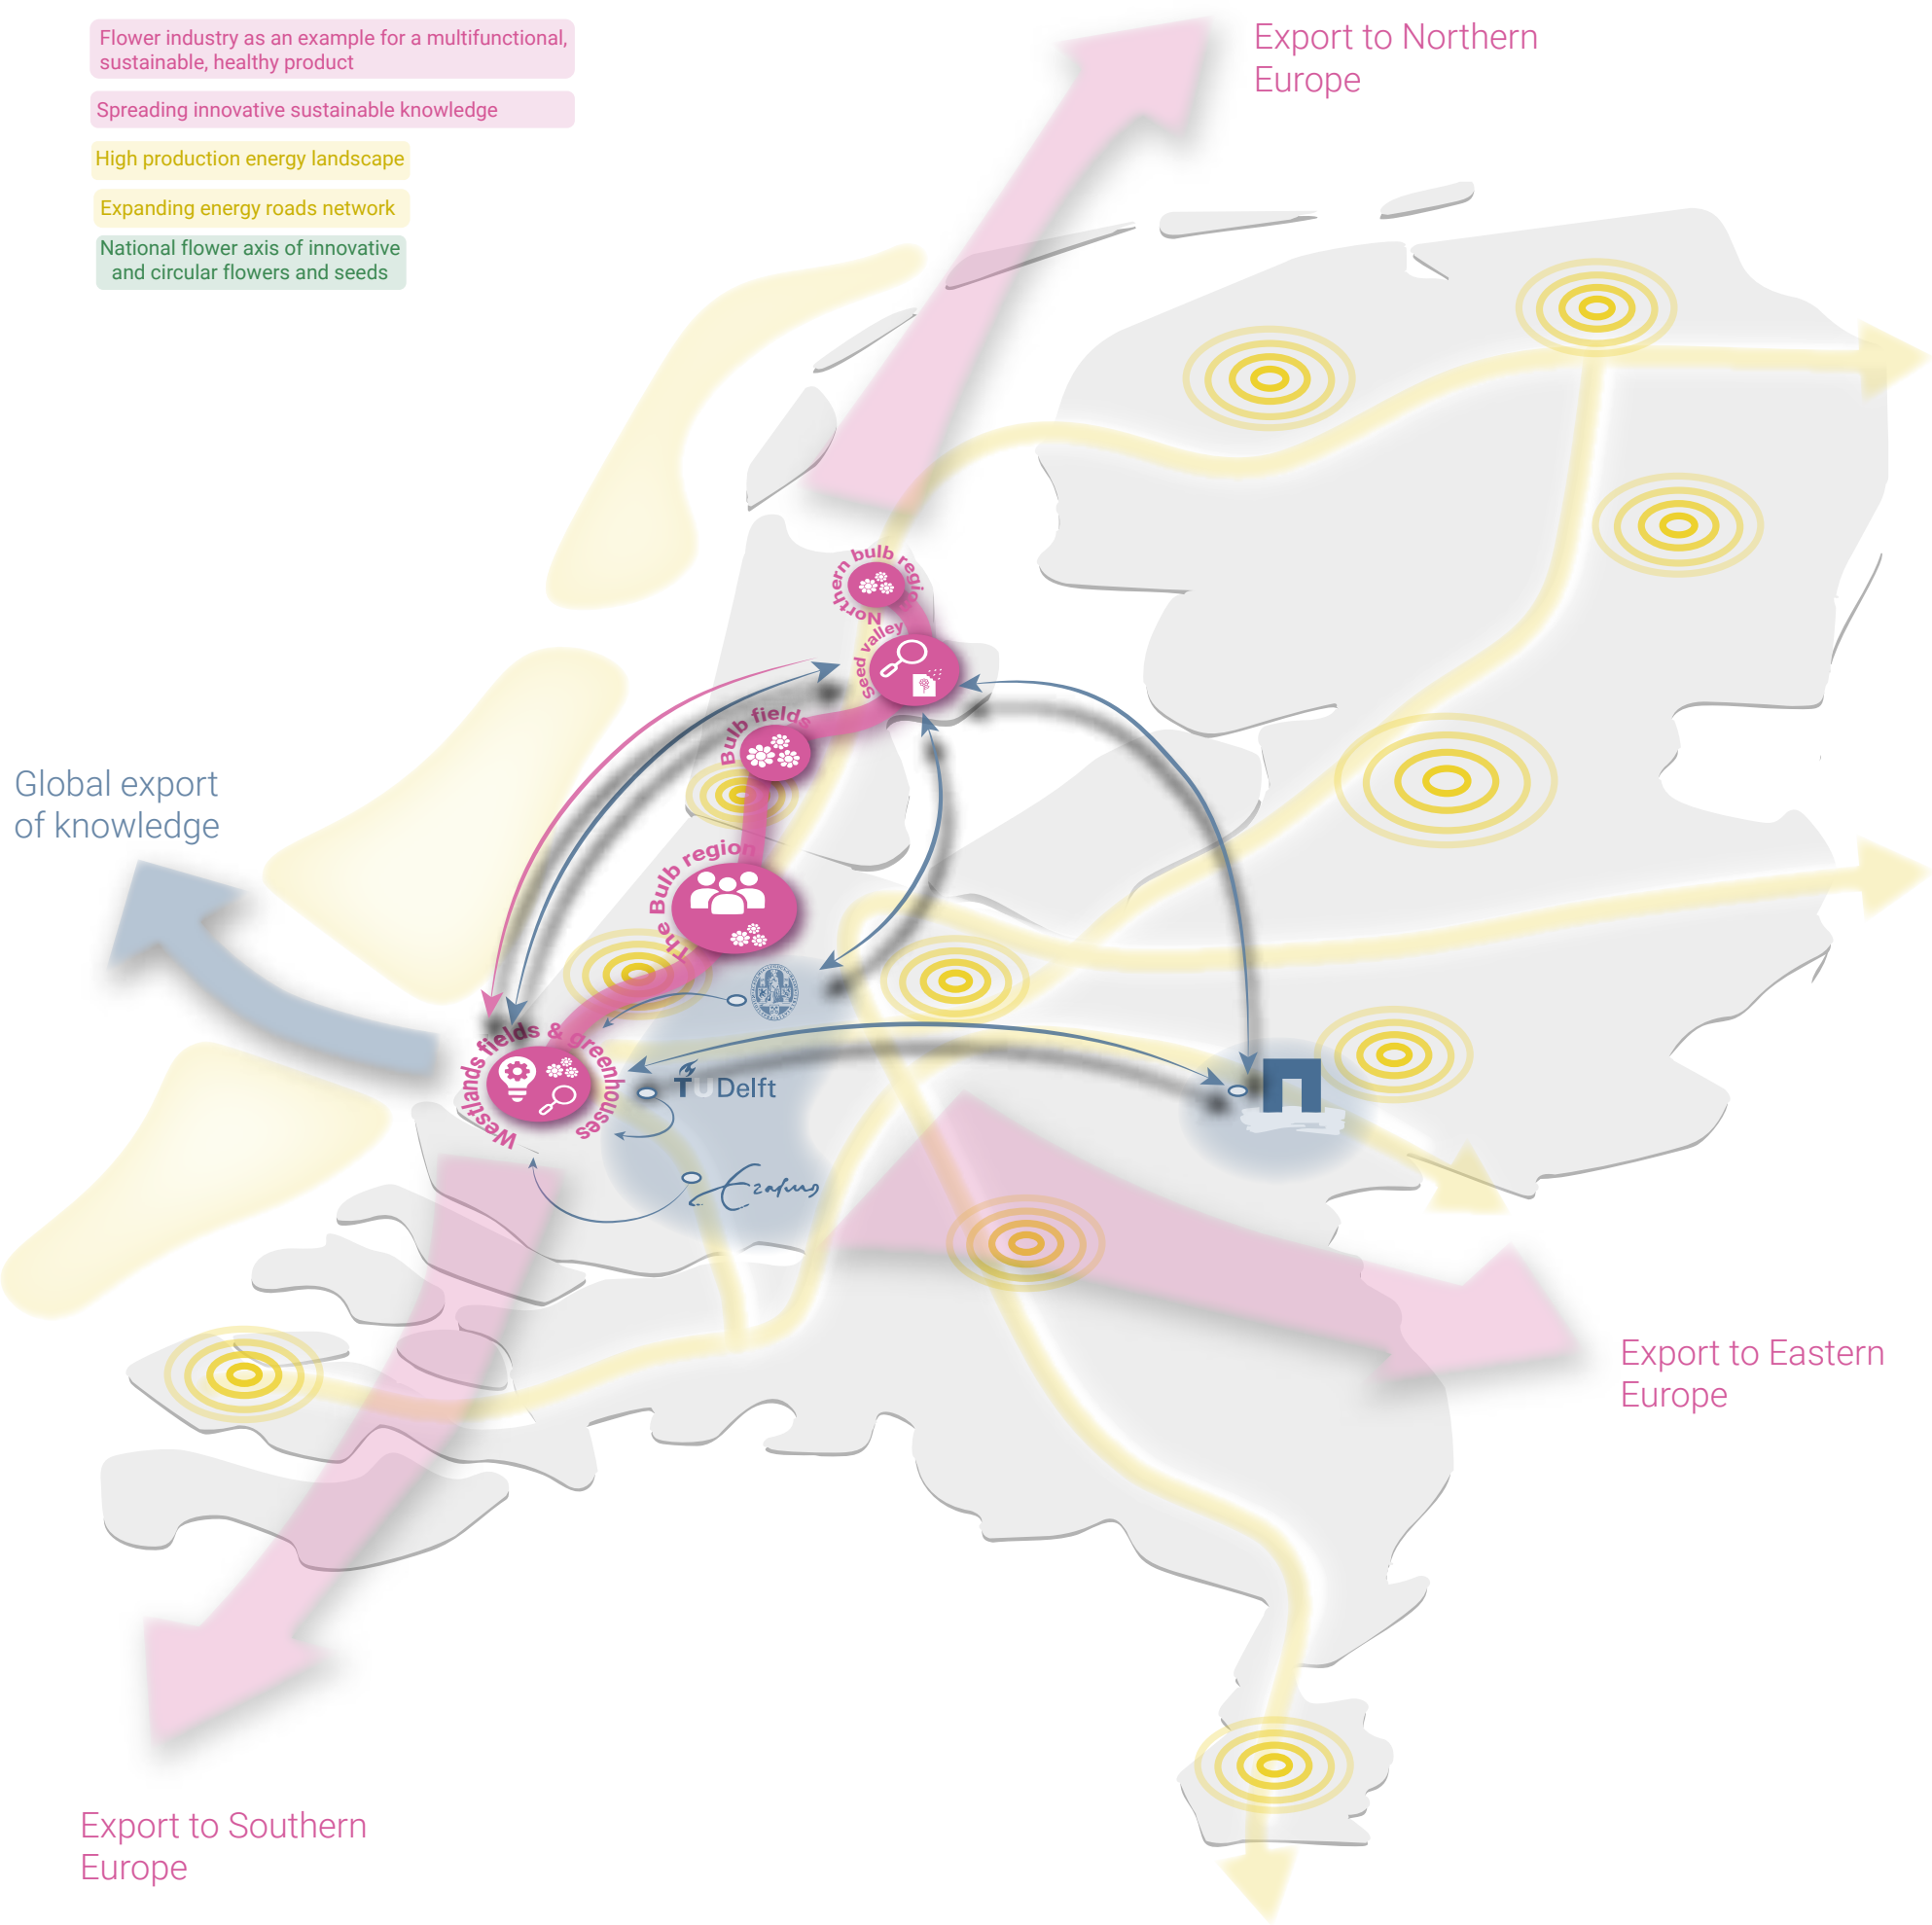 Flower industry as an example for a multifunctional,
sustainable, healthy product
Spreading innovative sustainable knowledge
High production energy landscape
Expanding energy roads network
National flower axis of innovative
and circular flowers and seeds
Export to Northern
Europe
Northern bulb region
Seed valley
Bulb fields
Global export
of knowledge
The Bulb region
Westlands fields & greenhouses
TU Delft
Erasmus
Export to Eastern
Europe
Export to Southern
Europe